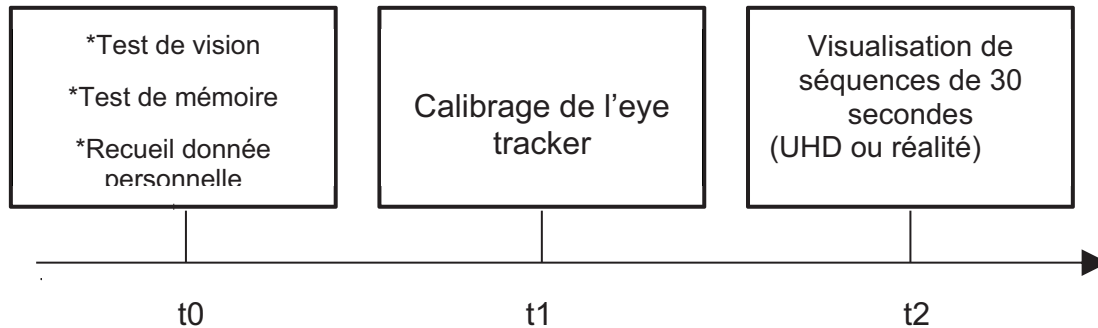 *Test de vision
*Test de mémoire
*Recueil donnée
personnelle
Calibrage de l’eye
tracker
Visualisation de
séquences de 30
secondes
(UHD ou réalité)
t0
t1
t2